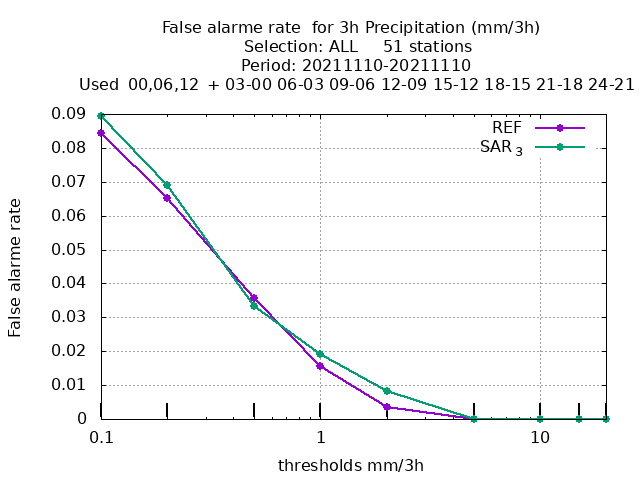 False alarme rate  for 3h Precipitation (mm/3h)
Selection: ALL     51 stations
Period: 20211110-20211110
Used  00,06,12  + 03-00 06-03 09-06 12-09 15-12 18-15 21-18 24-21
REF
SAR 3
0.09
0.08
0.07
0.06
0.05
0.04
0.03
0.02
0.01
0
False alarme rate
0.1 1 10
thresholds mm/3h